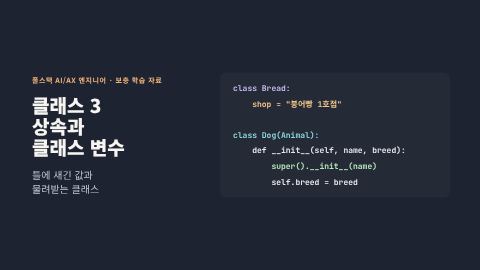 풀스택 AI/AX 엔지니어 · 보충 학습 자료
클래스 3
상속과
클래스 변수
틀에 새긴 값과
물려받는 클래스
class Bread:
    shop = "붕어빵 1호점"
class Dog(Animal):
    def __init__(self, name, breed):
        super().__init__(name)
        self.breed = breed